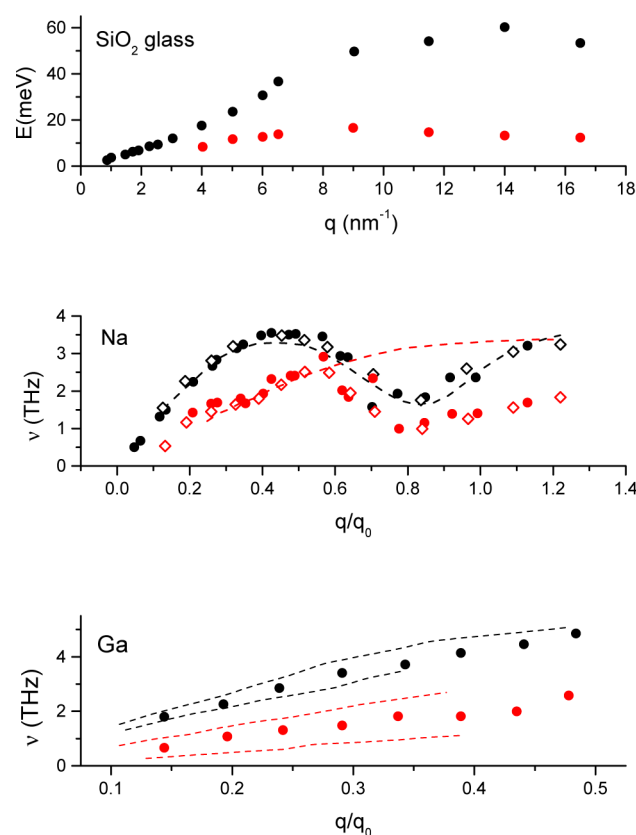 60
SiO2 glass
40
E(meV)
20
0
0 2 4 6 8 10 12 14 16 18
q (nm-1)
4
Na
3
ν (THz)
2
1
0
0.0 0.2 0.4 0.6 0.8 1.0 1.2 1.4
q/q0
Ga
4
ν (THz)
2
0
0.1 0.2 0.3 0.4 0.5
q/q0